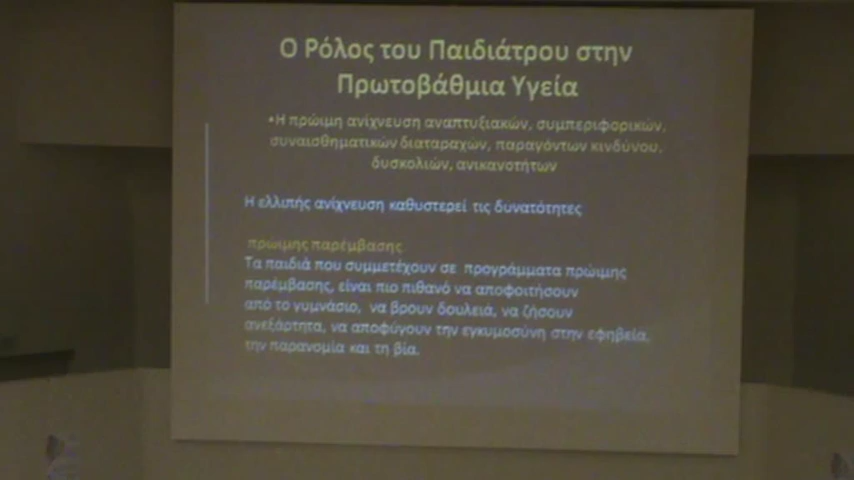 Ο Ρόλος του Παιδιάτρου στην
Πρωτοβάθμια Υγεία
•Η πρώιμη ανίχνευση αναπτυξιακών, συμπεριφορικών,
συναισθηματικών διαταραχών, παραγόντων κινδύνου,
δυσκολιών, ανικανοτήτων
Η ελλιπής ανίχνευση καθυστερεί τις δυνατότητες
πρώιμης παρέμβασης.
Τα παιδιά που συμμετέχουν σε προγράμματα πρώιμης
παρέμβασης, είναι πιο πιθανό να αποφοιτήσουν
από το γυμνάσιο, να βρουν δουλειά, να ζήσουν
ανεξάρτητα, να αποφύγουν την εγκυμοσύνη στην εφηβεία,
την παρανομία και τη βία.